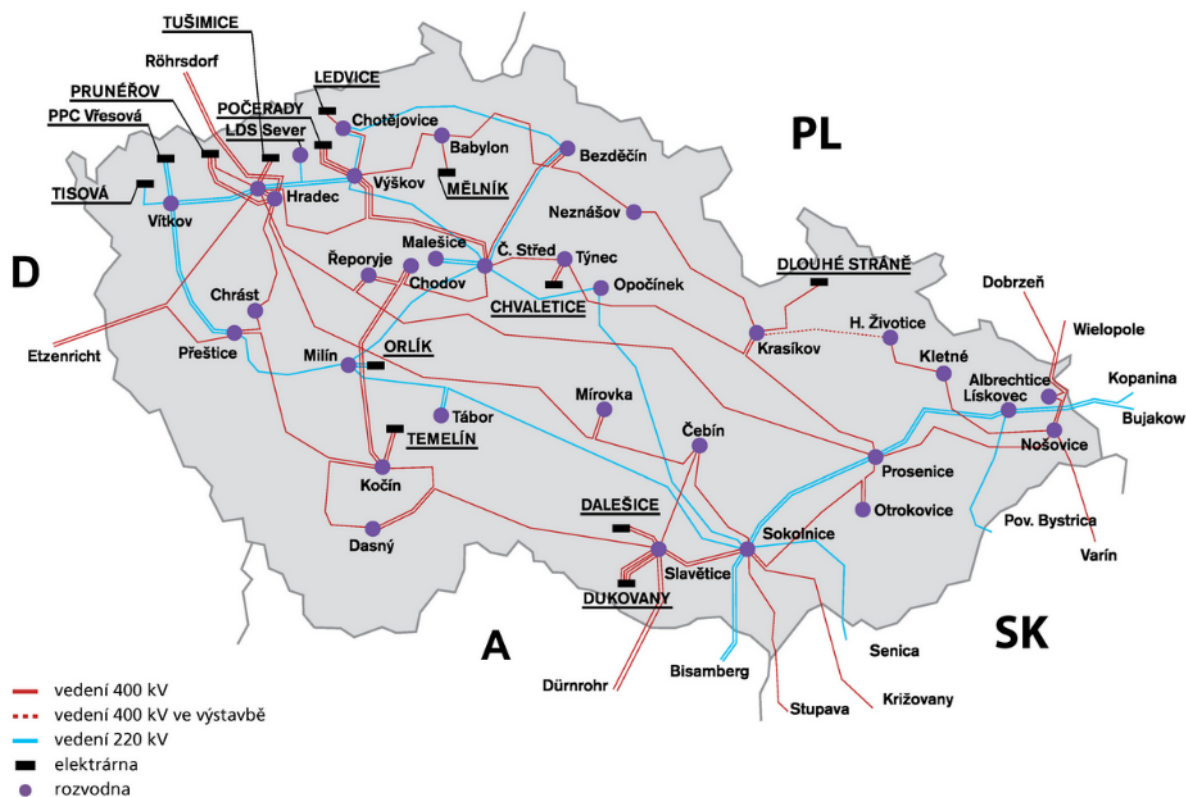 TUŠIMICE
Röhrsdorf
LEDVICE
PRUNÉŘOV
POČERADY
PPC Vřesová
LDS Sever
Chotějovice
PL
Babylon
Bezděčín
TISOVÁ
Hradec
Výškov
MĚLNÍK
Vítkov
Neznášov
Malešice
Č. Střed
Týnec
D
Řeporyje
Chodov
DLOUHÉ STRÁNĚ
Opočínek
Dobrzeň
CHVALETICE
Chrást
H. Životice
Wielopole
Etzenricht
Přeštice
Milín
ORLÍK
Krasíkov
Kletné
Albrechtice
Kopanina
Lískovec
Mírovka
Bujakow
Tábor
TEMELÍN
Čebín
Nošovice
Kočín
Prosenice
DALEŠICE
Otrokovice
Pov. Bystrica
Dasný
Sokolnice
Varín
Slavětice
DUKOVANY
A
SK
Senica
Bisamberg
Dürnrohr
Križovany
Stupava
vedení 400 kV
vedení 400 kV ve výstavbě
vedení 220 kV
elektrárna
rozvodna